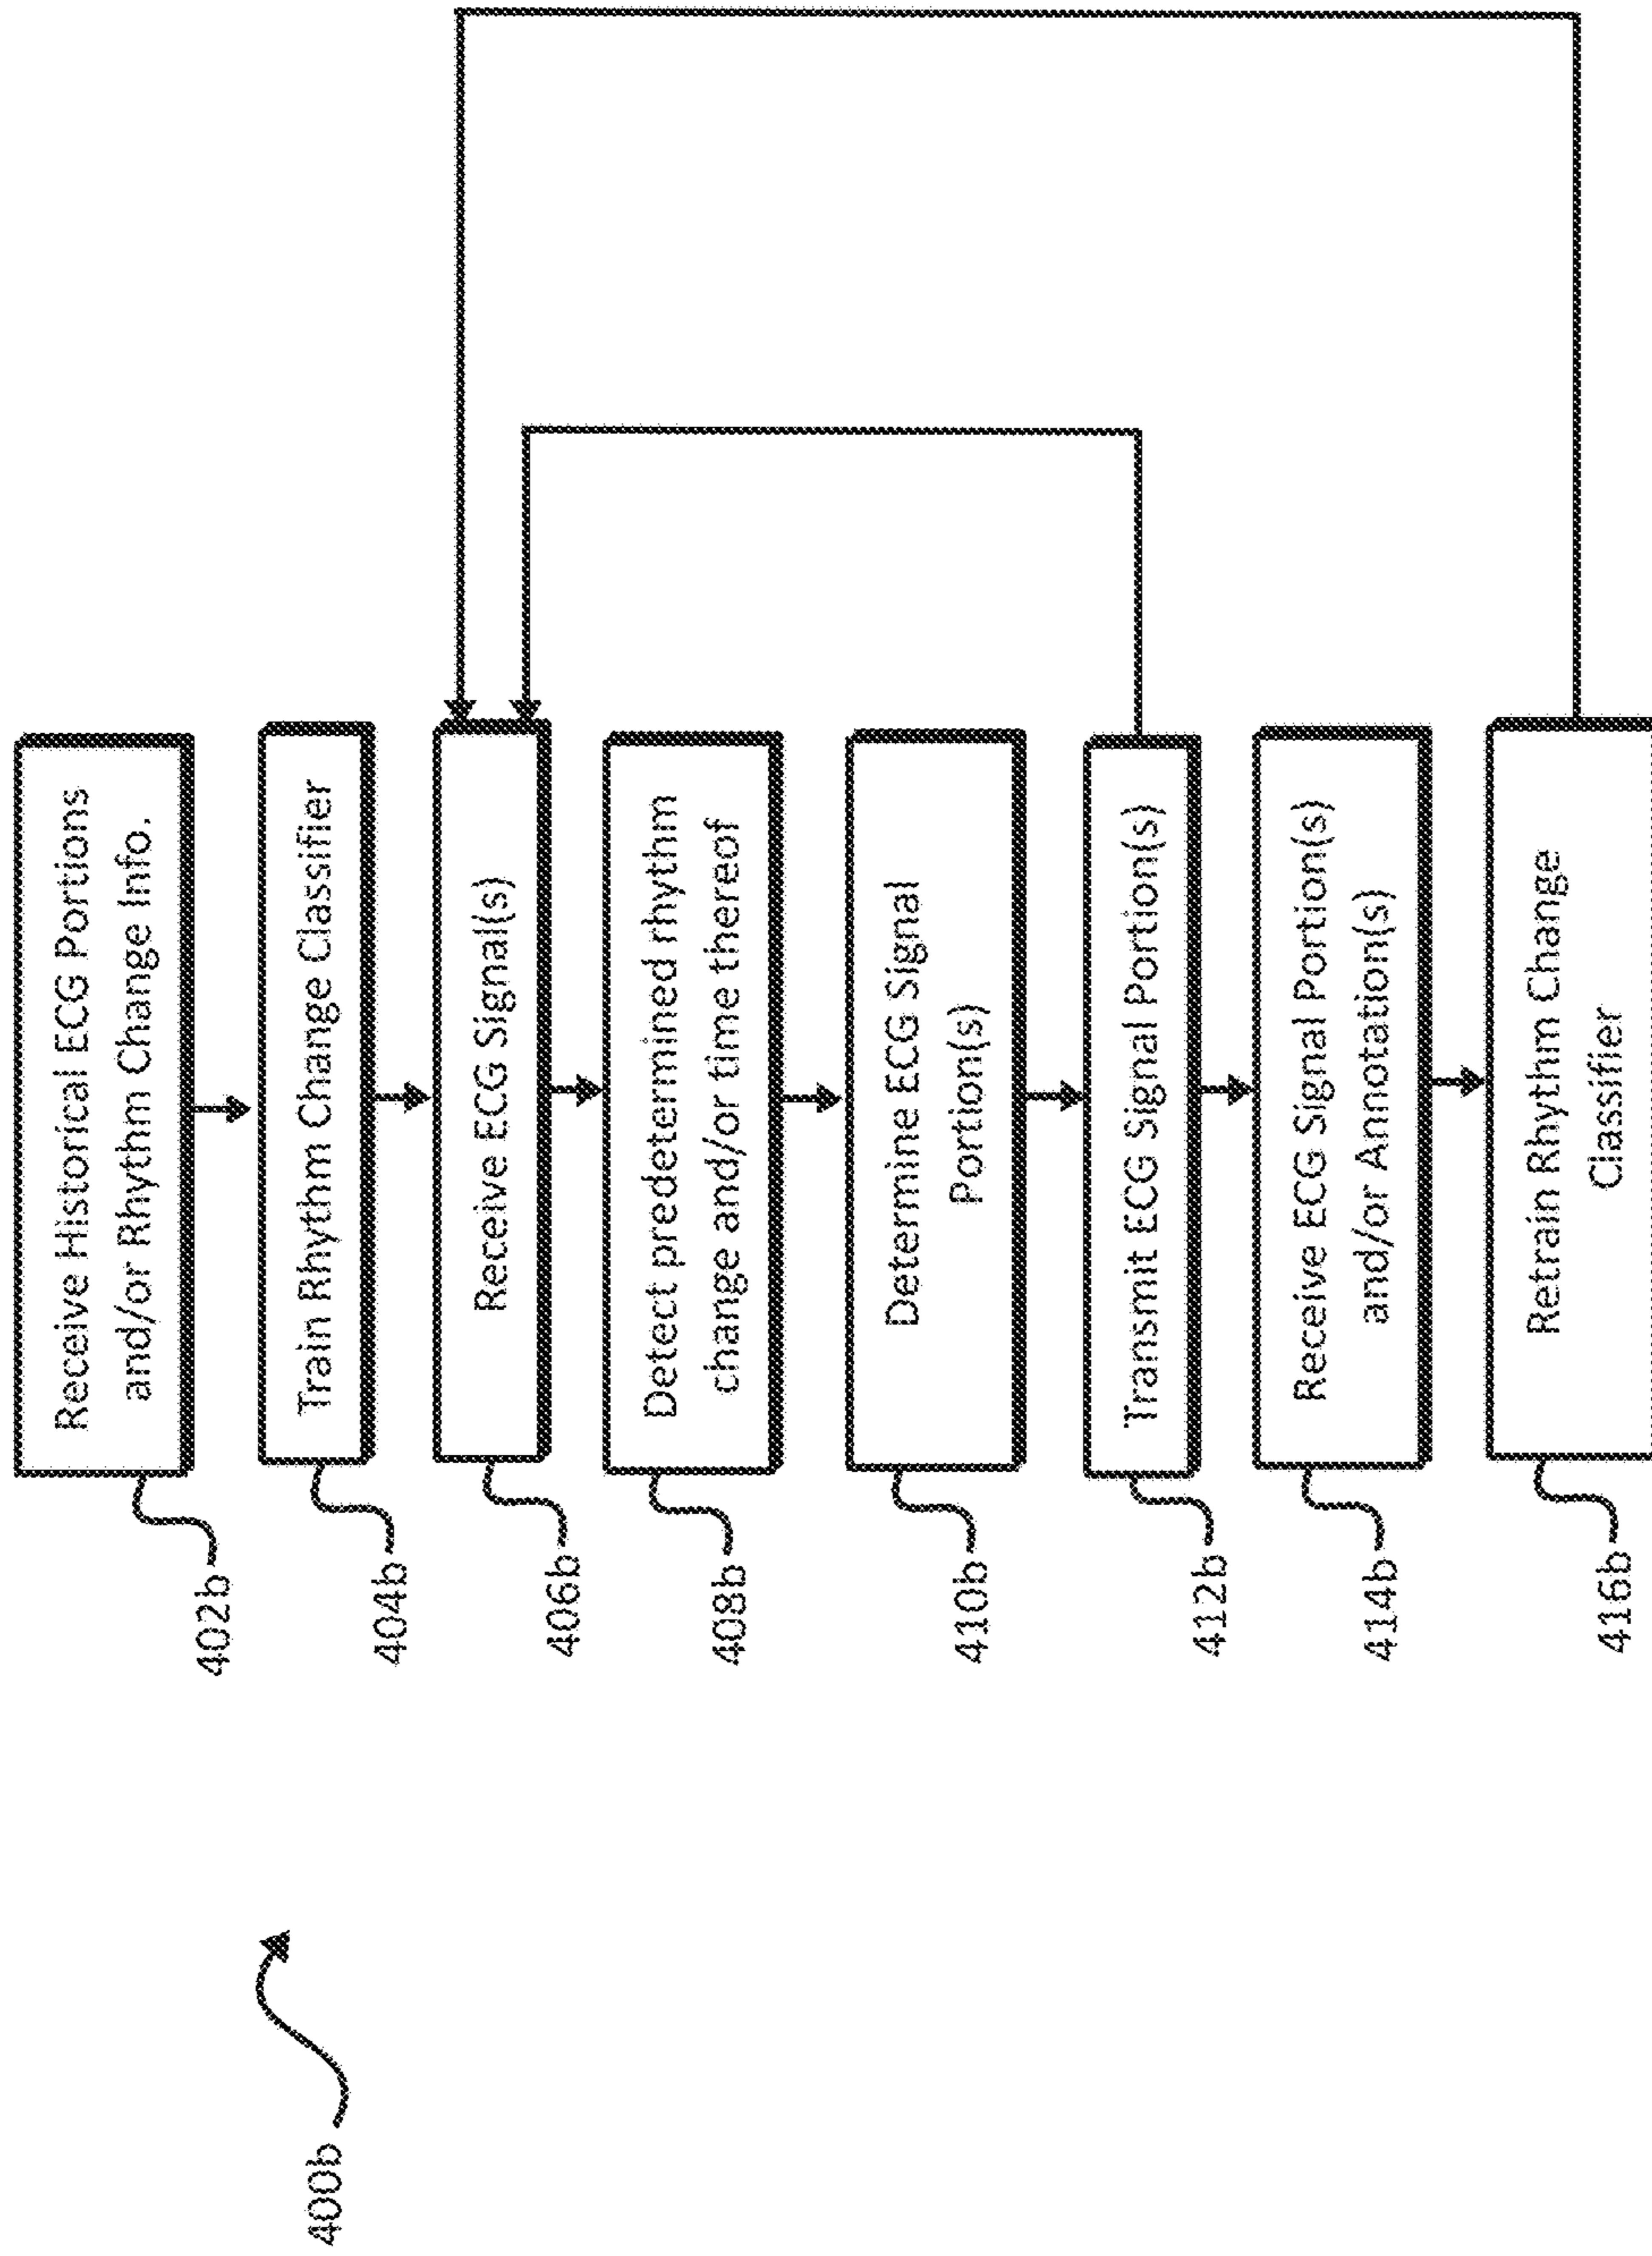 400b
402b
Receive Historical ECG Portions
and/or Rhythm Change Info.
404b
Train Rhythm Change Classifier
406b
Receive ECG Signal(s)
408b
Detect predetermined rhythm
change and/or time thereof
410b
Determine ECG Signal
Portion(s)
412b
Transmit ECG Signal Portion(s)
414b
Receive ECG Signal Portion(s)
and/or Annotation(s)
416b
Retrain Rhythm Change
Classifier